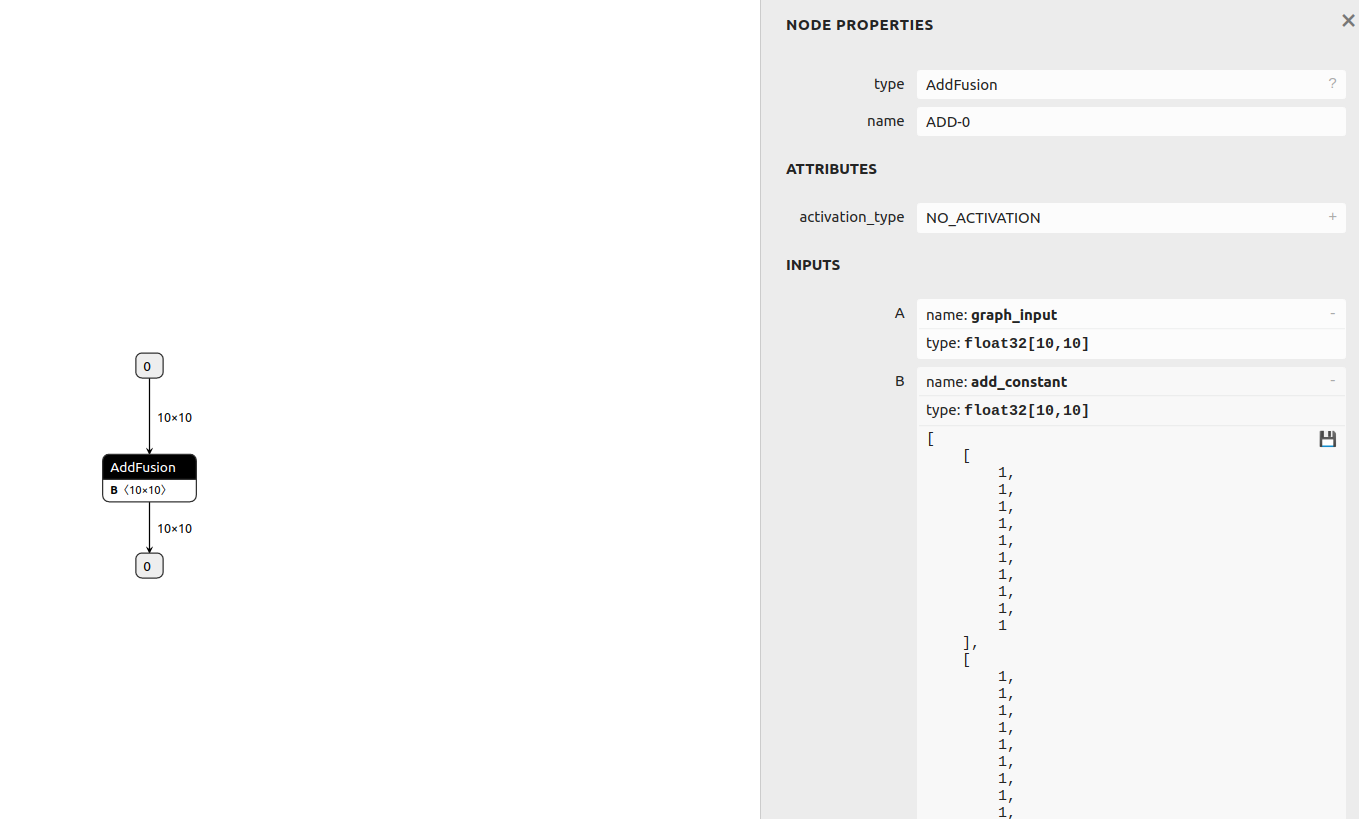 0
10×10
AddFusion
B 〈10×10〉
10×10
0
NODE PROPERTIES
×
type AddFusion ?
name ADD-0
ATTRIBUTES
activation_type NO_ACTIVATION +
INPUTS
A name: graph_input -
type: float32[10,10]
B name: add_constant -
type: float32[10,10]
[
[
1,
1,
1,
1,
1,
1,
1,
1,
1,
1
],
[
1,
1,
1,
1,
1,
1,
1,
1,
1,